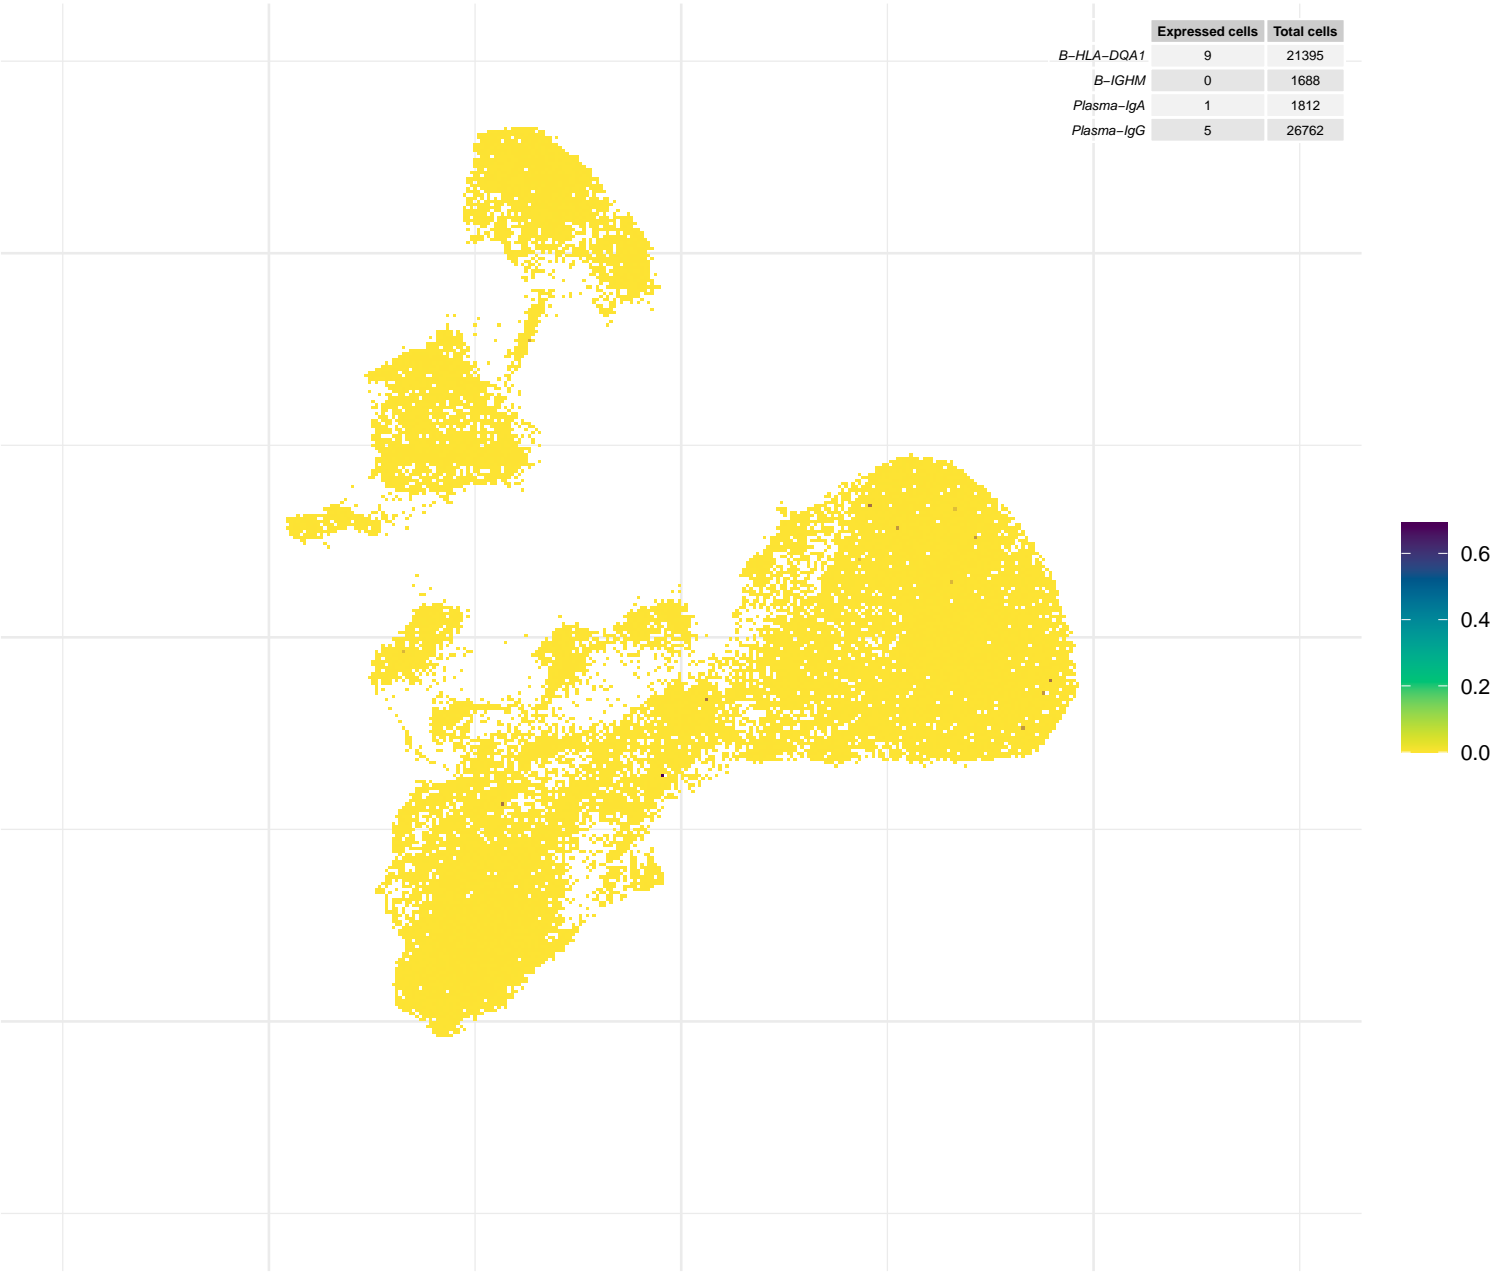 Expressed cells Total cells
B−HLA−DQA1 9 21395
B−IGHM 0 1688
Plasma−IgA 1 1812
Plasma−IgG 5 26762
0.6
0.4
0.2
0.0